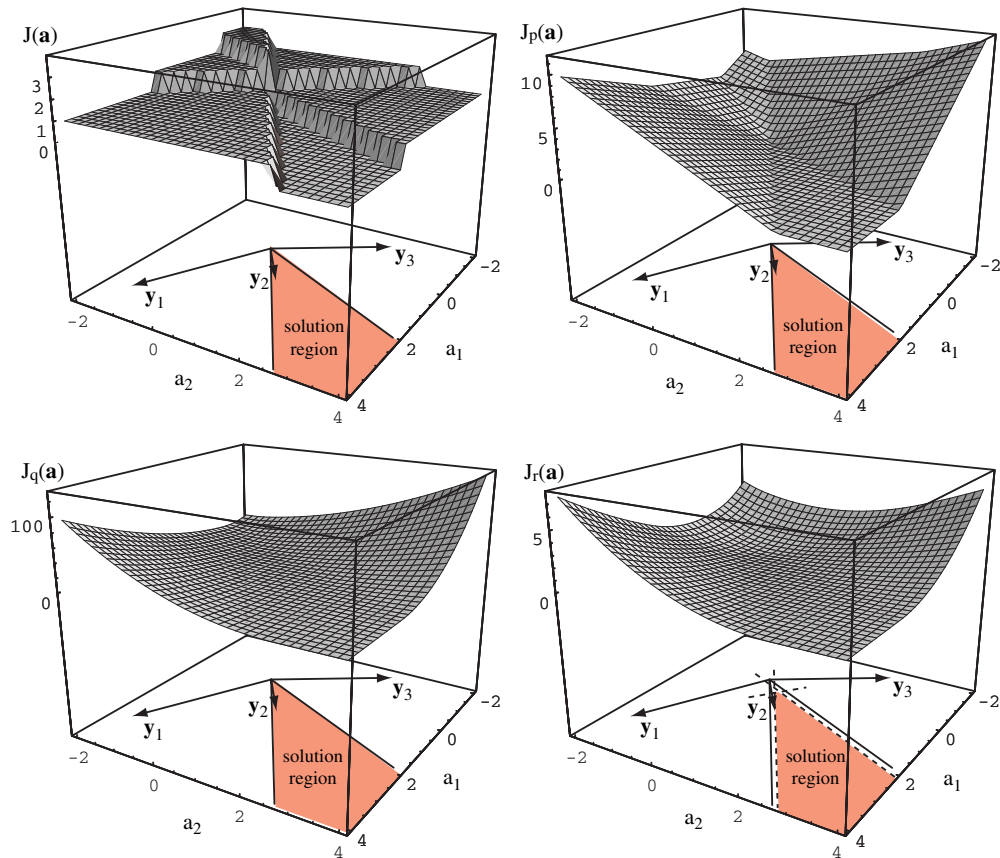 J(a)
3
2
1
0
y1
y2
y3
solution
region
-2
0
2
4
a2
4
2
0
-2
a1
Jp(a)
10
5
0
y1
y2
y3
solution
region
-2
0
2
4
a2
4
2
0
-2
a1
Jq(a)
100
0
y1
y2
y3
solution
region
-2
0
2
4
a2
4
2
0
-2
a1
Jr(a)
5
0
y1
y2
y3
solution
region
-2
0
2
4
a2
4
2
0
-2
a1